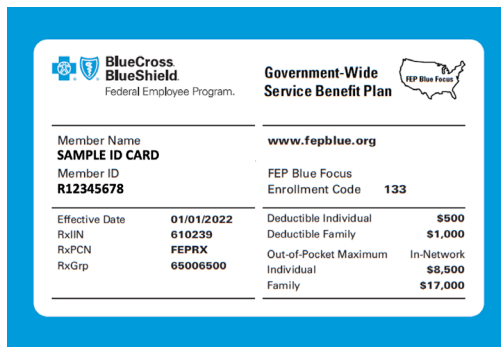 BlueCross
BlueShield
Federal Employee Program.
Government-Wide
Service Benefit Plan
FEP Blue Focus
Member Name
SAMPLE ID CARD
Member ID
R12345678
www.fepblue.org
FEP Blue Focus
Enrollment Code 133
Effective Date 01/01/2022
RxIIN 610239
RxPCN FEPRX
RxGrp 65006500
Deductible Individual $500
Deductible Family $1,000
Out-of-Pocket Maximum In-Network
Individual $8,500
Family $17,000